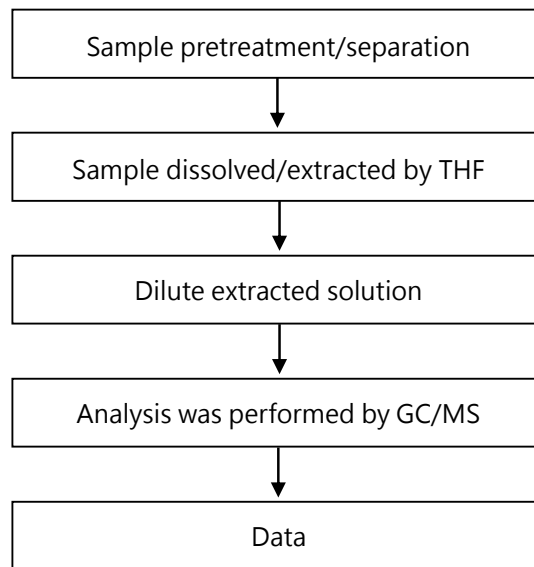 Sample pretreatment/separation
Sample dissolved/extracted by THF
Dilute extracted solution
Analysis was performed by GC/MS
Data